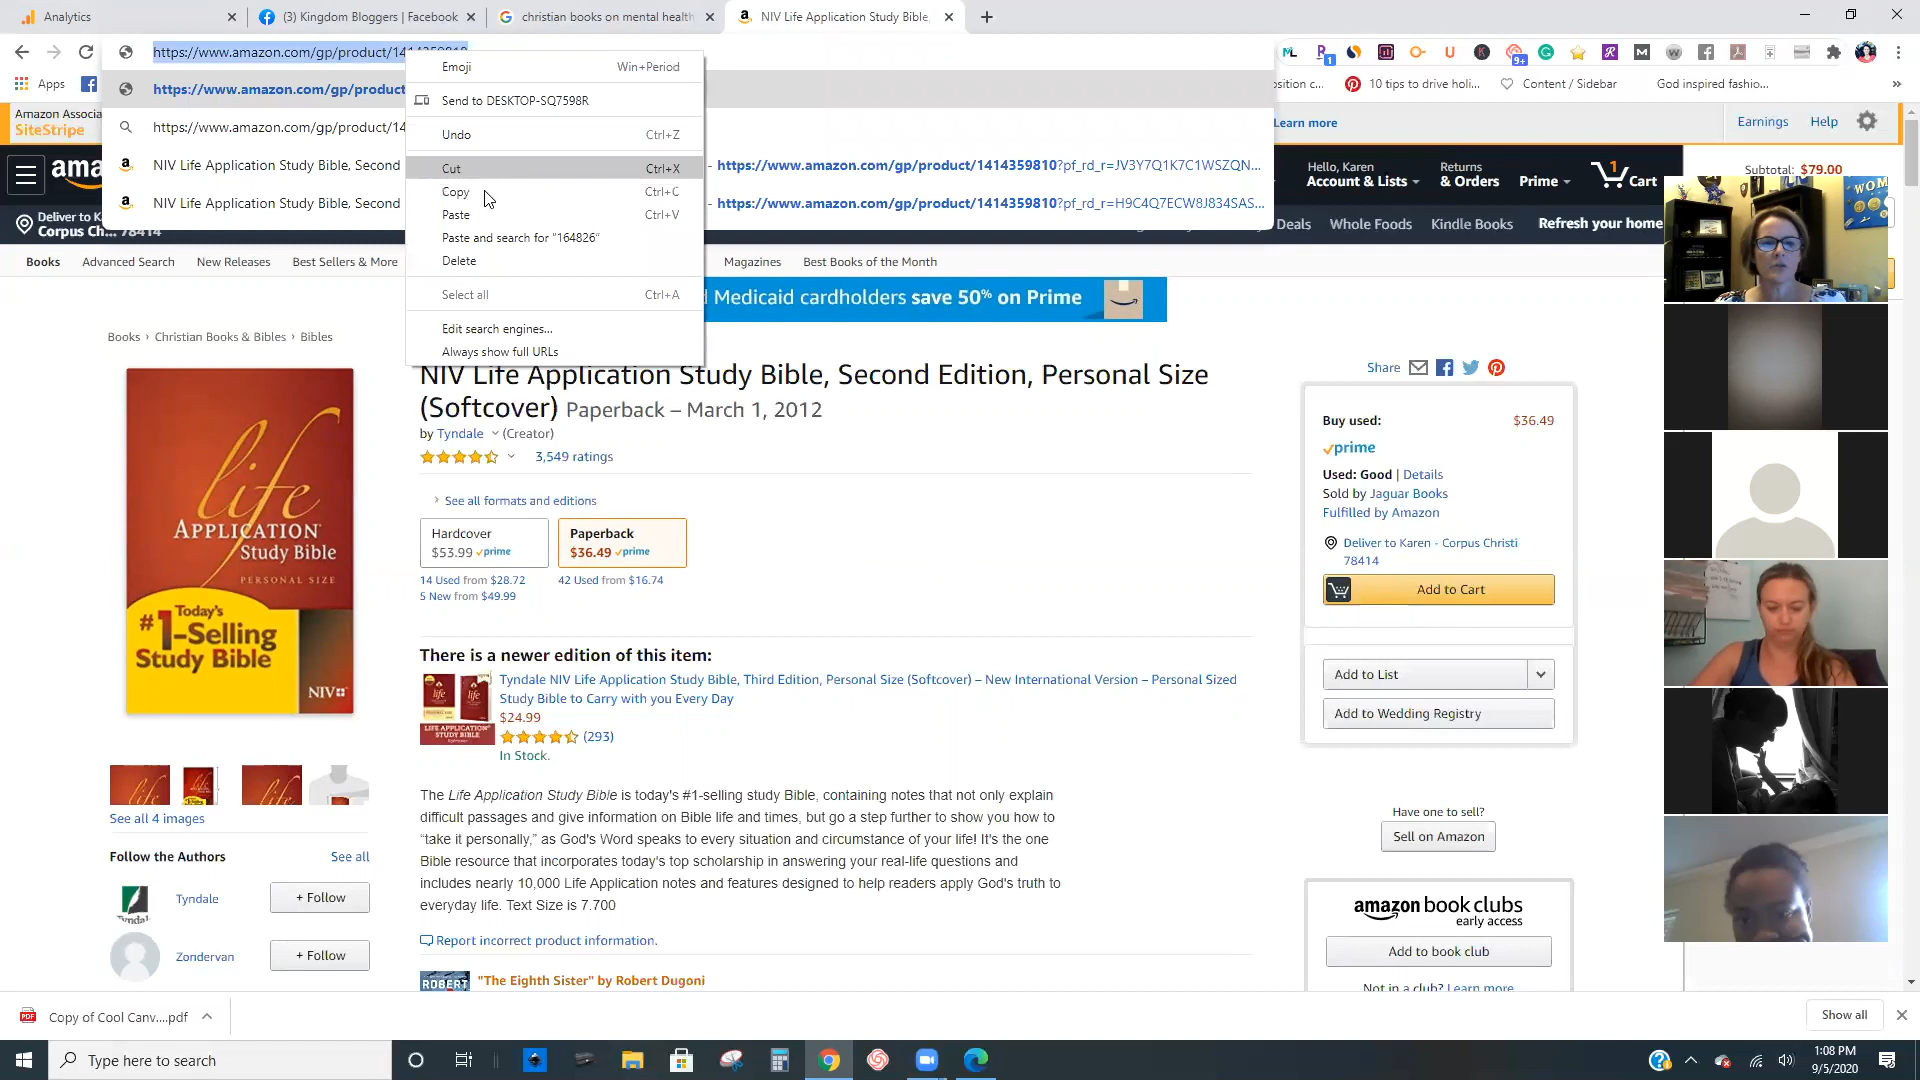 Analytics
(3) Kingdom Bloggers | Facebook
christian books on mental health
NIV Life Application Study Bible,
https://www.amazon.com/gp/product/1414359810
Apps
10 tips to drive holi...
Content / Sidebar
God inspired fashio...
https://www.amazon.com/gp/product
https://www.amazon.com/gp/product/14
NIV Life Application Study Bible, Second
- https://www.amazon.com/gp/product/1414359810?pf_rd_r=JV3Y7Q1K7C1WSZQN...
NIV Life Application Study Bible, Second
- https://www.amazon.com/gp/product/1414359810?pf_rd_r=H9C4Q7ECW8J834SAS...
Emoji Win+Period
Send to DESKTOP-SQ7598R
Undo Ctrl+Z
Cut Ctrl+X
Copy Ctrl+C
Paste Ctrl+V
Paste and search for "164826"
Delete
Select all Ctrl+A
Edit search engines...
Always show full URLs
Amazon Associa
SiteStripe
Learn more
Earnings
Help
Hello, Karen
Account & Lists
Returns
& Orders
Prime
1
Cart
Subtotal: $79.00
Deliver to Karen
Corpus Ch... 78414
Deals
Whole Foods
Kindle Books
Refresh your home
Books
Advanced Search
New Releases
Best Sellers & More
Magazines
Best Books of the Month
Medicaid cardholders save 50% on Prime
Books › Christian Books & Bibles › Bibles
life
APPLICATION
Study Bible
PERSONAL SIZE
Today's
#1-Selling
Study Bible
NIV
See all 4 images
Follow the Authors
See all
Tyndale
+ Follow
Zondervan
+ Follow
NIV Life Application Study Bible, Second Edition, Personal Size
(Softcover) Paperback – March 1, 2012
by Tyndale (Creator)
3,549 ratings
› See all formats and editions
Hardcover
$53.99 prime
Paperback
$36.49 prime
14 Used from $28.72
5 New from $49.99
42 Used from $16.74
There is a newer edition of this item:
Tyndale NIV Life Application Study Bible, Third Edition, Personal Size (Softcover) – New International Version – Personal Sized
Study Bible to Carry with you Every Day
$24.99
(293)
In Stock.
The Life Application Study Bible is today's #1-selling study Bible, containing notes that not only explain
difficult passages and give information on Bible life and times, but go a step further to show you how to
"take it personally," as God's Word speaks to every situation and circumstance of your life! It's the one
Bible resource that incorporates today's top scholarship in answering your real-life questions and
includes nearly 10,000 Life Application notes and features designed to help readers apply God's truth to
everyday life. Text Size is 7.700
Report incorrect product information.
ROBERT
"The Eighth Sister" by Robert Dugoni
Share
Buy used: $36.49
prime
Used: Good | Details
Sold by Jaguar Books
Fulfilled by Amazon
Deliver to Karen - Corpus Christi
78414
Add to Cart
Add to List
Add to Wedding Registry
Have one to sell?
Sell on Amazon
amazon book clubs
early access
Add to book club
Not in a club? Learn more
Copy of Cool Canv....pdf
Show all
Type here to search
1:08 PM
9/5/2020